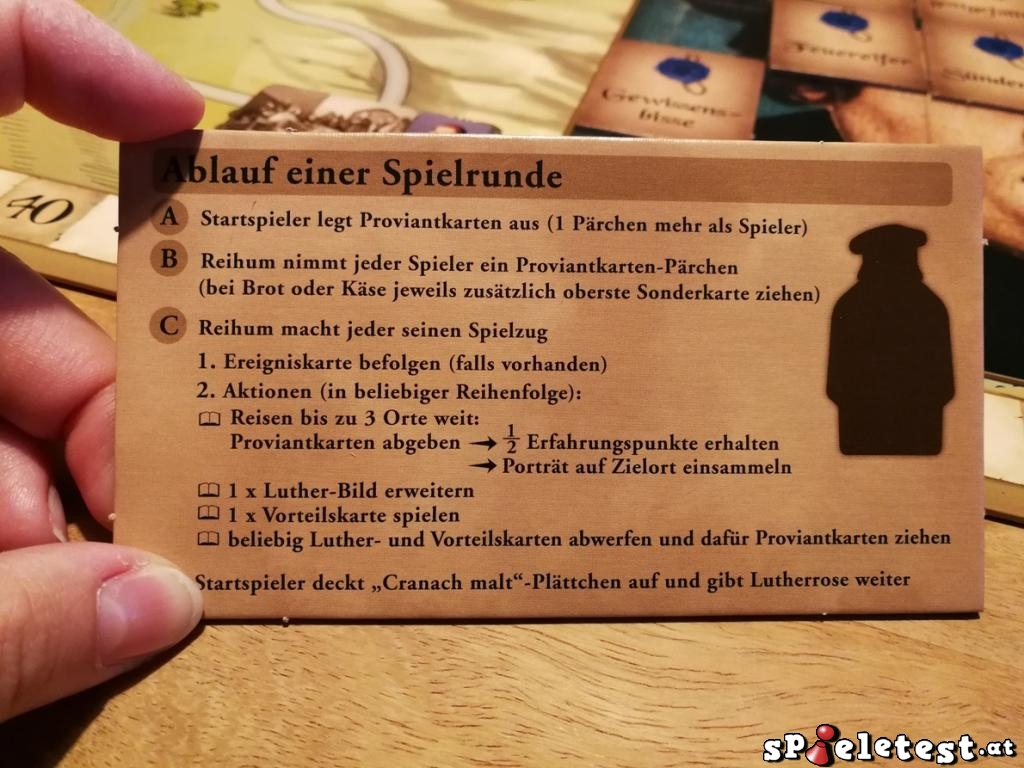 Feuereifer
Gewissens-
bisse
40
Ablauf einer Spielrunde
A Startspieler legt Proviantkarten aus (1 Pärchen mehr als Spieler)
B Reihum nimmt jeder Spieler ein Proviantkarten-Pärchen
(bei Brot oder Käse jeweils zusätzlich oberste Sonderkarte ziehen)
C Reihum macht jeder seinen Spielzug
1. Ereigniskarte befolgen (falls vorhanden)
2. Aktionen (in beliebiger Reihenfolge):
Reisen bis zu 3 Orte weit:
Proviantkarten abgeben → ½ Erfahrungspunkte erhalten
→ Porträt auf Zielort einsammeln
1 x Luther-Bild erweitern
1 x Vorteilskarte spielen
beliebig Luther- und Vorteilskarten abwerfen und dafür Proviantkarten ziehen
Startspieler deckt „Cranach malt“-Plättchen auf und gibt Lutherrose weiter
spieletest.at